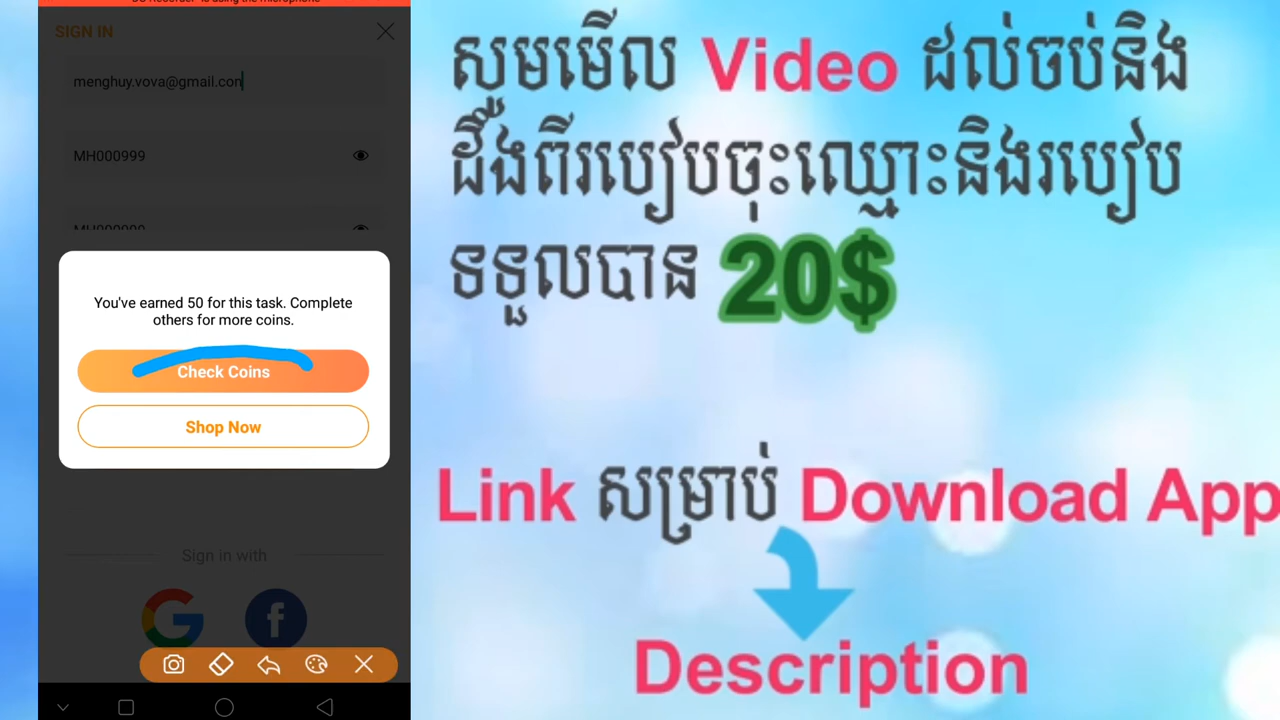 SIGN IN
menghuy.vova@gmail.con
MH000999
MH000999
You've earned 50 for this task. Complete
others for more coins.
Check Coins
Shop Now
Sign in with
សូមមើល Video ដល់ចប់និង
ដឹងពីរបៀបចុះឈ្មោះនិងរបៀប
ទទួលបាន 20$
Link សម្រាប់ Download App
Description